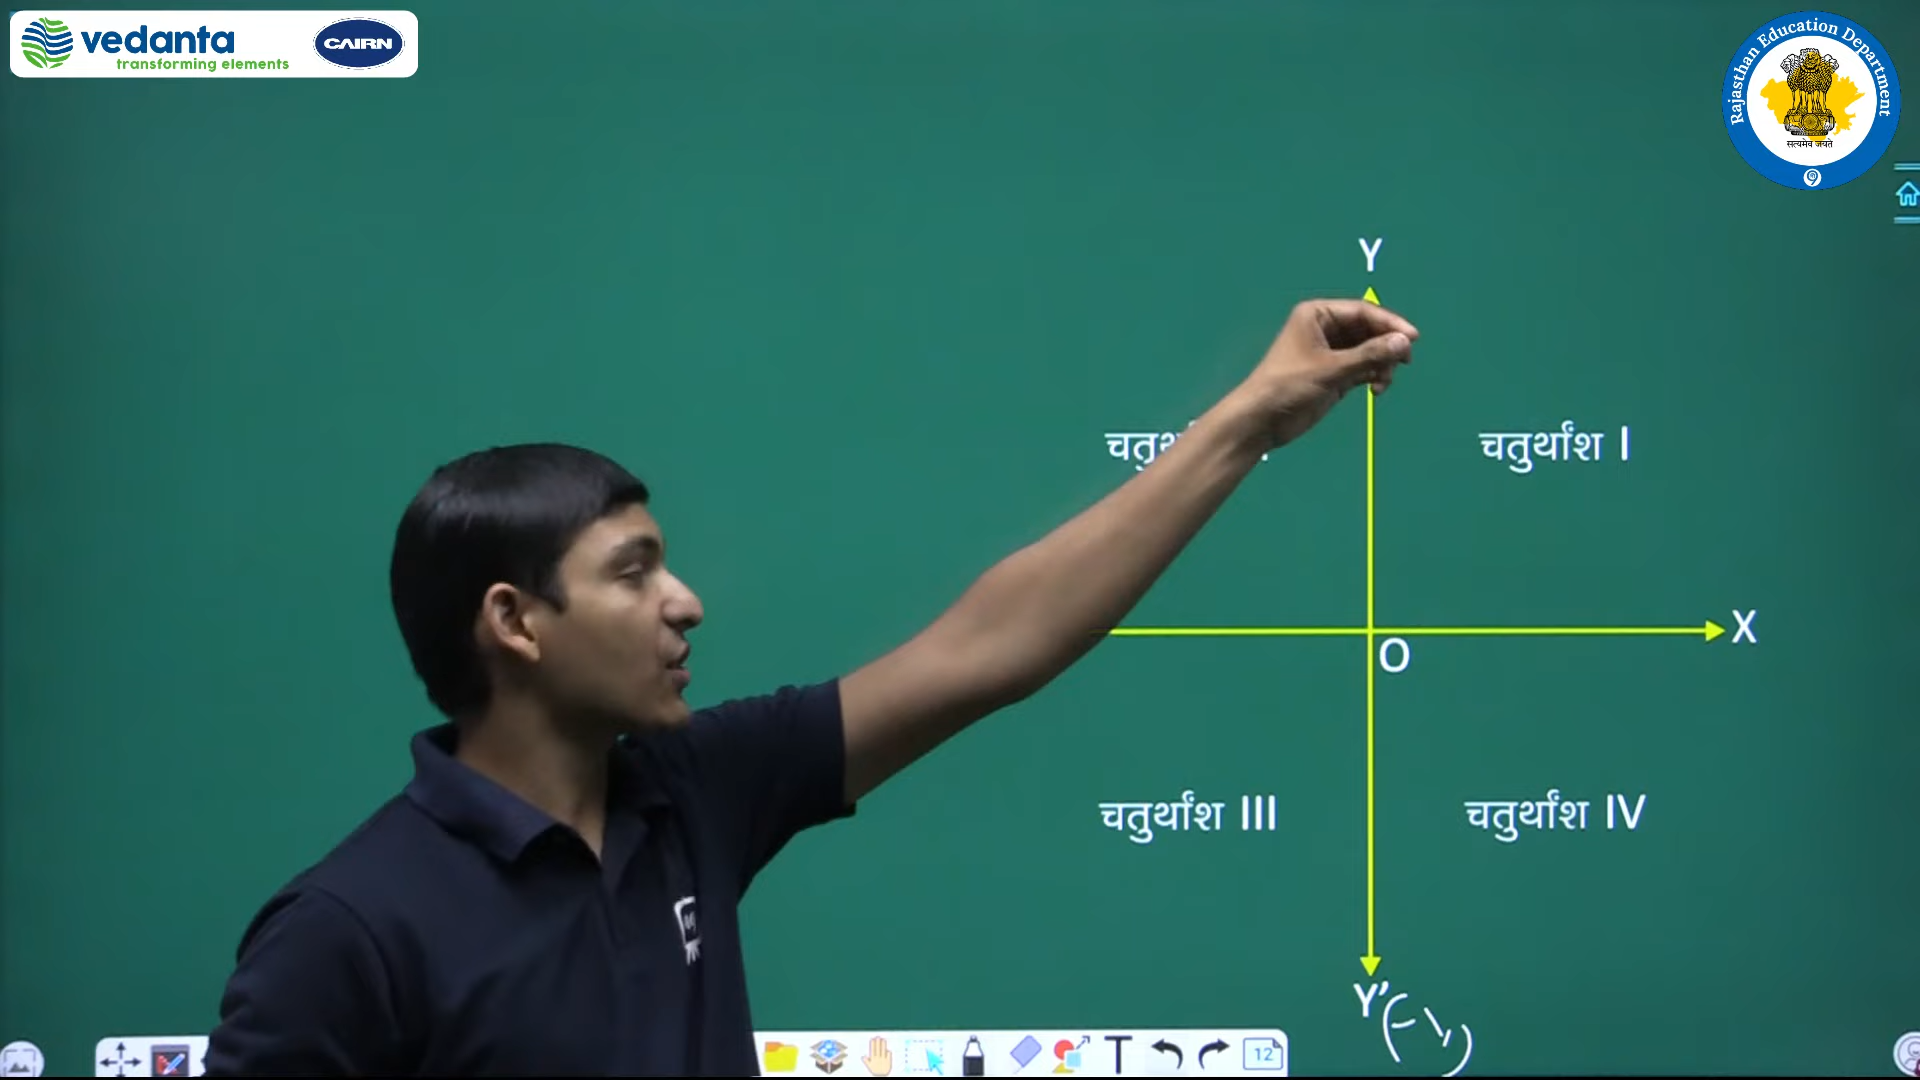 vedanta
transforming elements
CAIRN
Rajasthan Education Department
सत्यमेव जयते
Y
चतुर्थांश I
X
O
चतुर्थांश III
चतुर्थांश IV
Y'
T
12